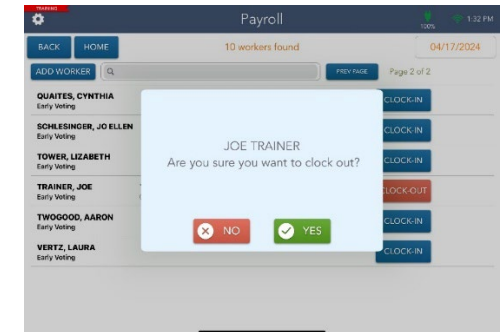 TRAINING
Payroll
100%
1:32 PM
BACK
HOME
10 workers found
04/17/2024
ADD WORKER
PREV PAGE
Page 2 of 2
QUAITES, CYNTHIA
Early Voting
CLOCK-IN
SCHLESINGER, JO ELLEN
Early Voting
CLOCK-IN
TOWER, LIZABETH
Early Voting
CLOCK-IN
TRAINER, JOE
Early Voting
CLOCK-OUT
TWOGOOD, AARON
Early Voting
CLOCK-IN
VERTZ, LAURA
Early Voting
CLOCK-IN
JOE TRAINER
Are you sure you want to clock out?
NO
YES